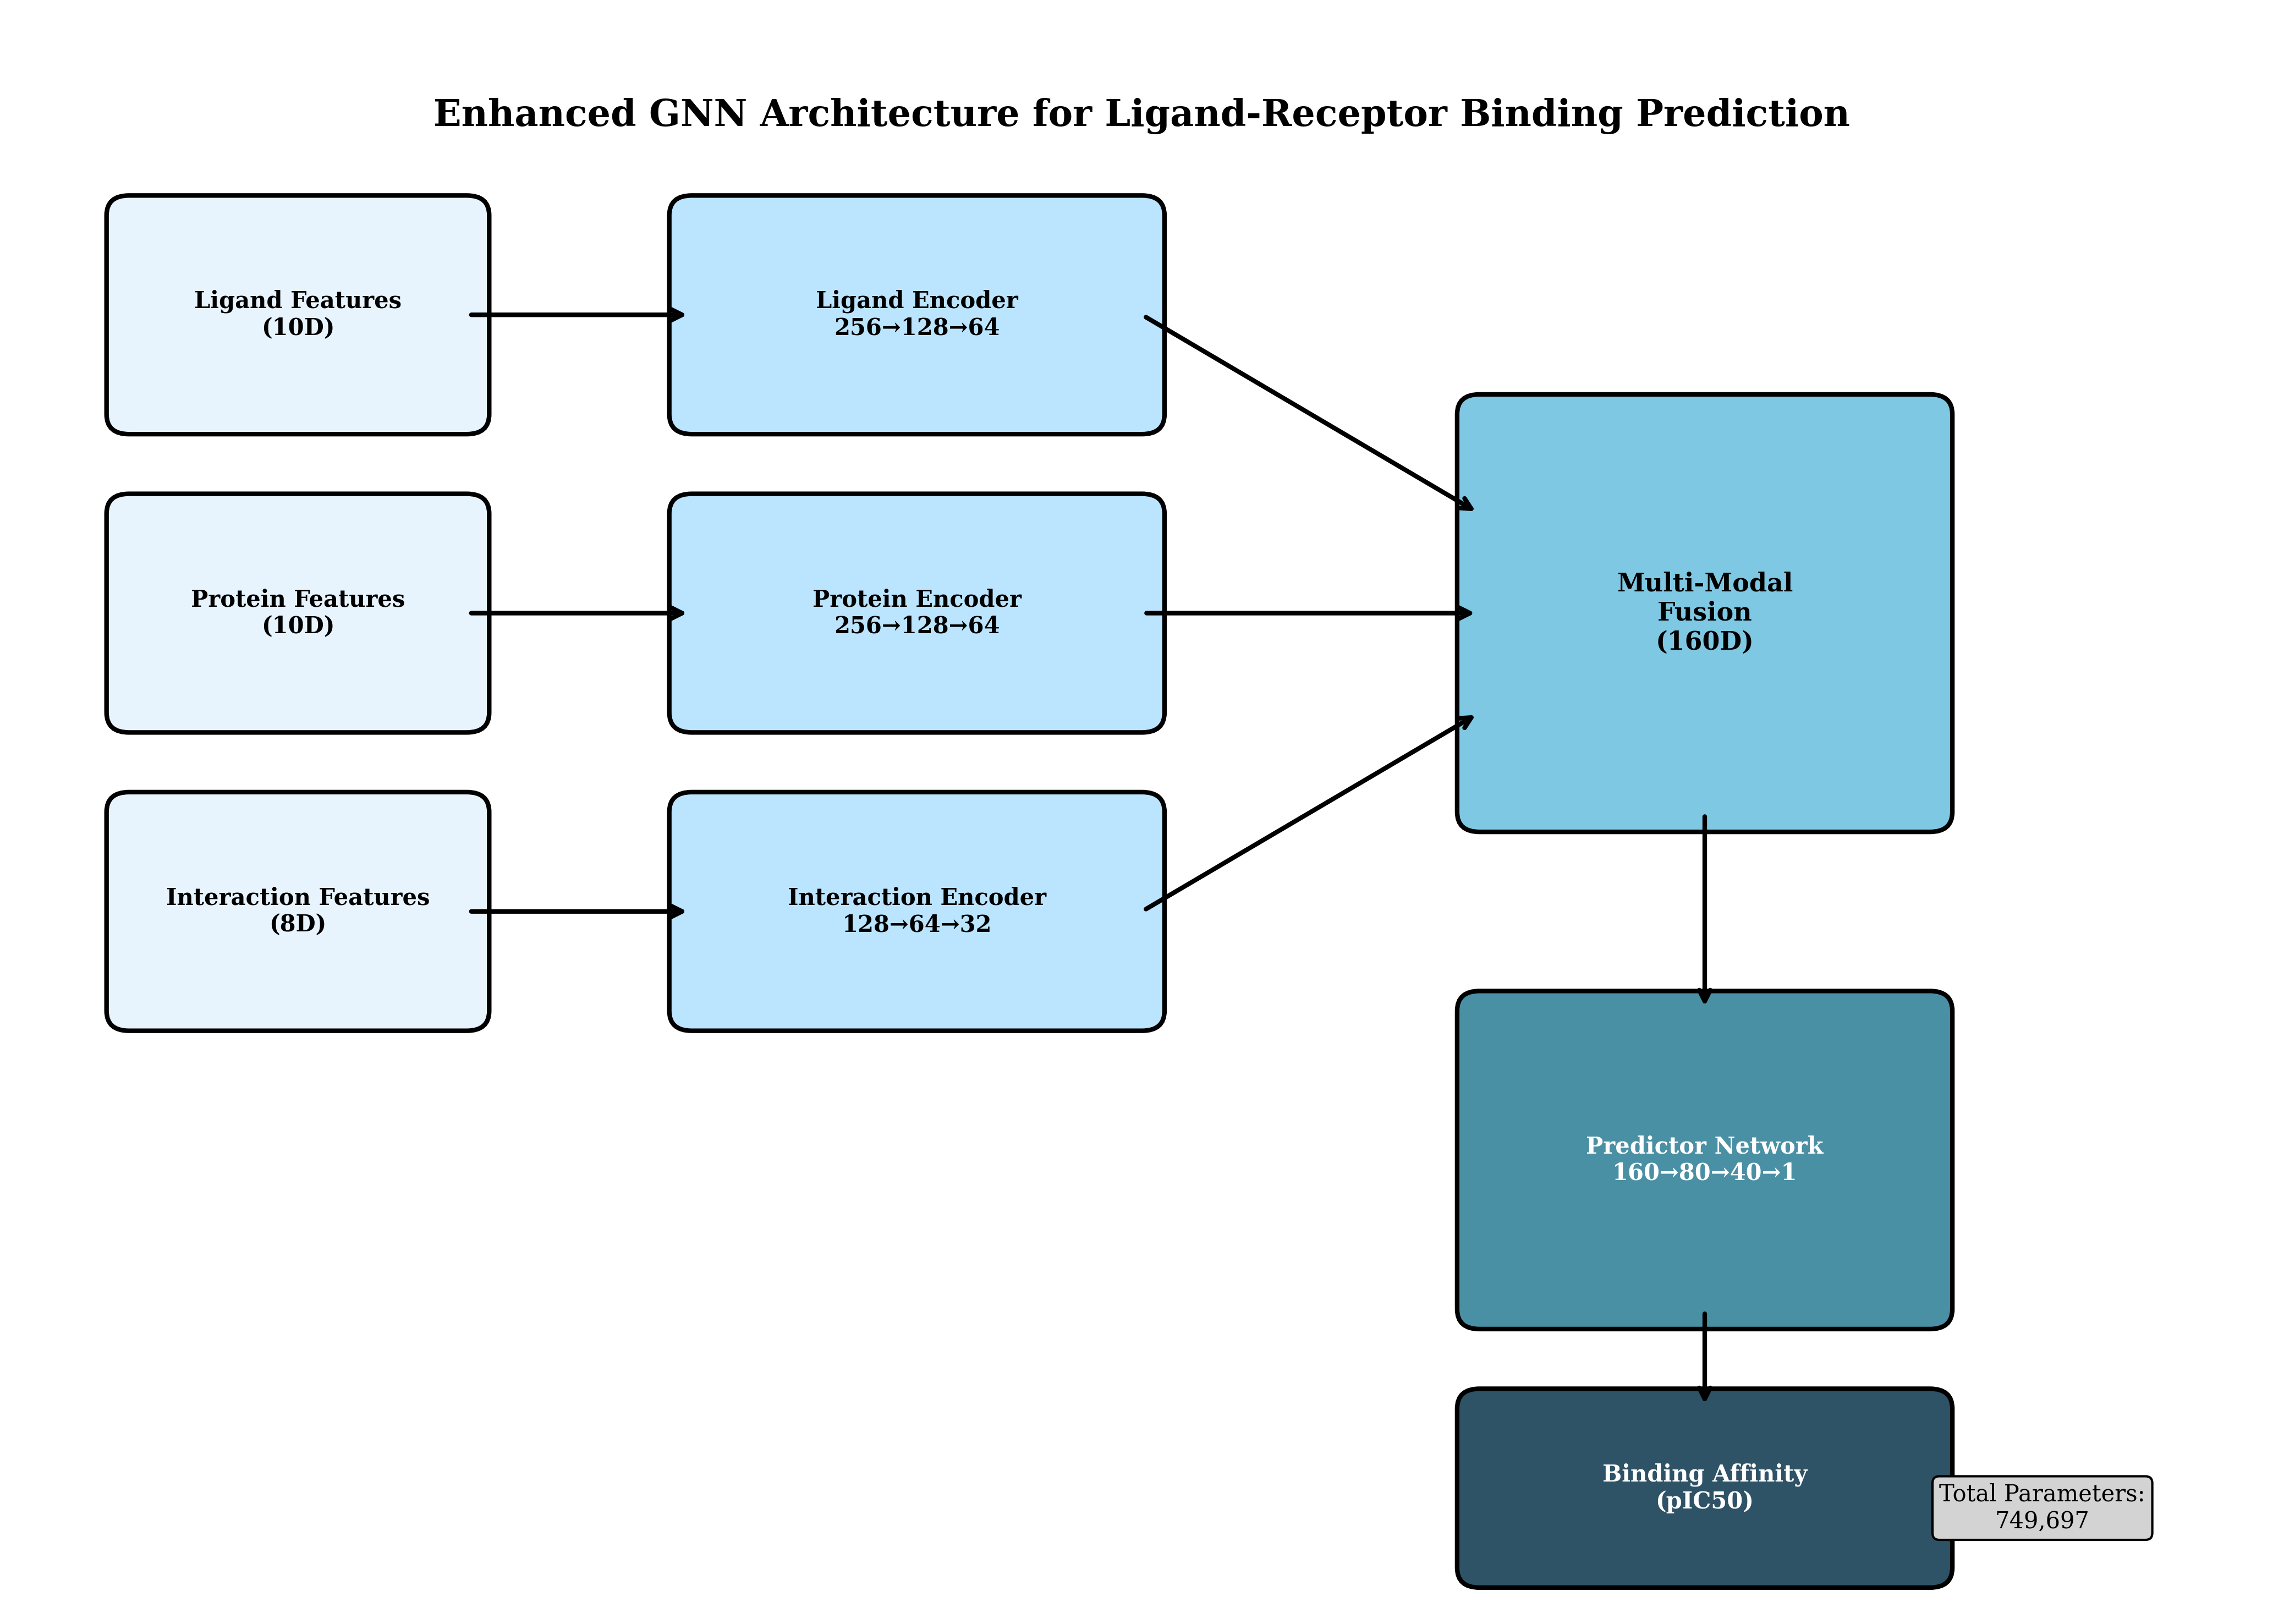 Enhanced GNN Architecture for Ligand-Receptor Binding Prediction
Ligand Features
(10D)
Ligand Encoder
256→128→64
Protein Features
(10D)
Protein Encoder
256→128→64
Multi-Modal
Fusion
(160D)
Interaction Features
(8D)
Interaction Encoder
128→64→32
Predictor Network
160→80→40→1
Binding Affinity
(pIC50)
Total Parameters:
749,697